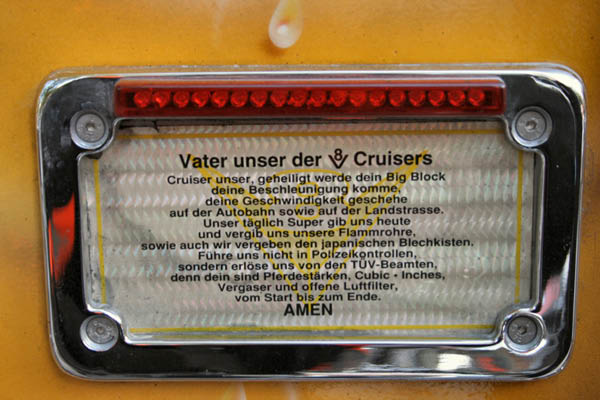 Vater unser der V8 Cruisers
Cruiser unser, geheiligt werde dein Big Block
deine Beschleunigung komme,
deine Geschwindigkeit geschehe
auf der Autobahn sowie auf der Landstrasse.
Unser täglich Super gib uns heute
und vergib uns unsere Flammrohre,
sowie auch wir vergeben den japanischen Blechkisten.
Führe uns nicht in Polizeikontrollen,
sondern erlöse uns von den TÜV-Beamten,
denn dein sind Pferdestärken, Cubic • Inches,
Vergaser und offene Luftfilter,
vom Start bis zum Ende.
AMEN